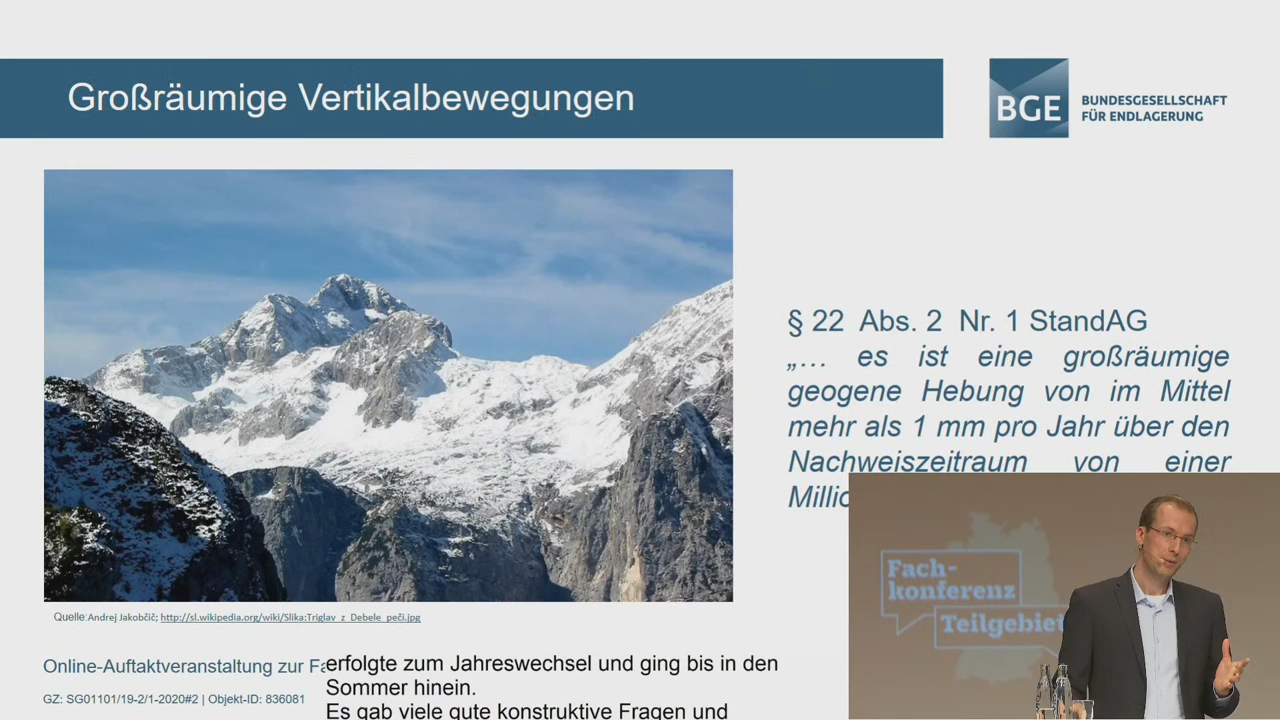 Großräumige Vertikalbewegungen
BGE
BUNDESGESELLSCHAFT
FÜR ENDLAGERUNG
§ 22 Abs. 2 Nr. 1 StandAG
„… es ist eine großräumige
geogene Hebung von im Mittel
mehr als 1 mm pro Jahr über den
Nachweiszeitraum von einer
Fach-
konferenz
Teilgebiet
Quelle:Andrej Jakobčič; http://sl.wikipedia.org/wiki/Slika:Triglav_z_Debele_peči.jpg
Online-Auftaktveranstaltung zur
GZ: SG01101/19-2/1-2020#2 | Objekt-ID: 836081
erfolgte zum Jahreswechsel und ging bis in den
Sommer hinein.
Es gab viele gute konstruktive Fragen und